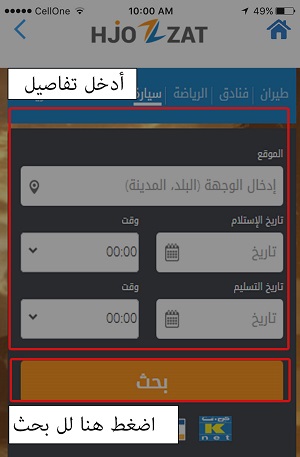 CellOne 10:00 AM 49%
HJOZZAT
أدخل تفاصيل
طيران | فنادق | الرياضة |
الموقع
إدخال الوجهة (البلد، المدينة)
تاريخ الإستلام وقت
تاريخ 00:00
تاريخ التسليم وقت
تاريخ 00:00
بحث
اضغط هنا لل بحث
K net